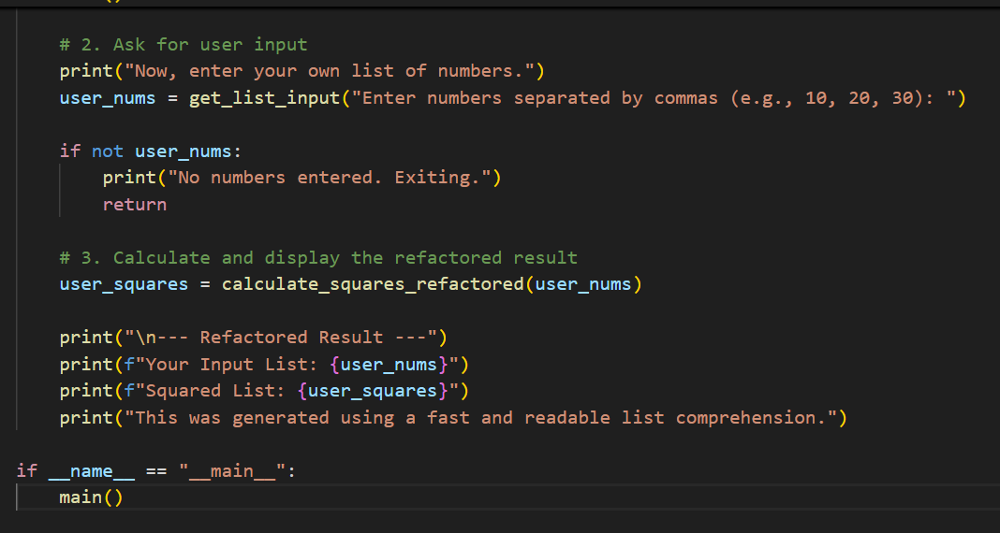 # 2. Ask for user input
print("Now, enter your own list of numbers.")
user_nums = get_list_input("Enter numbers separated by commas (e.g., 10, 20, 30): ")
if not user_nums:
print("No numbers entered. Exiting.")
return
# 3. Calculate and display the refactored result
user_squares = calculate_squares_refactored(user_nums)
print("\n--- Refactored Result ---")
print(f"Your Input List: {user_nums}")
print(f"Squared List: {user_squares}")
print("This was generated using a fast and readable list comprehension.")
if __name__ == "__main__":
main()